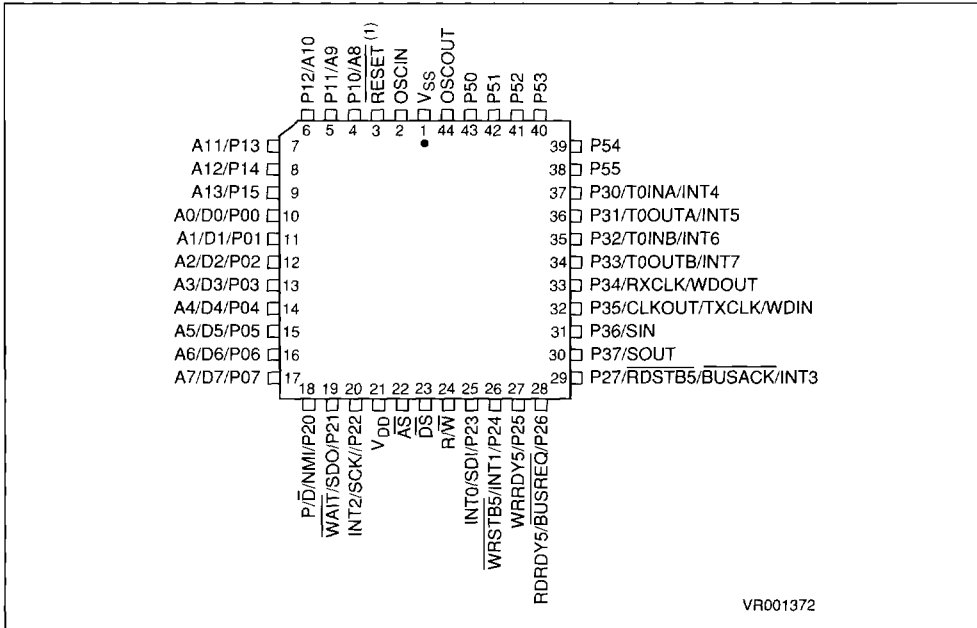 P12/A10
P11/A9
P10/A8
RESET (1)
OSCIN
VSS
OSCOUT
P50
P51
P52
P53
6 5 4 3 2 1 44 43 42 41 40
A11/P13 7
A12/P14 8
A13/P15 9
A0/D0/P00 10
A1/D1/P01 11
A2/D2/P02 12
A3/D3/P03 13
A4/D4/P04 14
A5/D5/P05 15
A6/D6/P06 16
A7/D7/P07 17
39 P54
38 P55
37 P30/T0INA/INT4
36 P31/T0OUTA/INT5
35 P32/T0INB/INT6
34 P33/T0OUTB/INT7
33 P34/RXCLK/WDOUT
32 P35/CLKOUT/TXCLK/WDIN
31 P36/SIN
30 P37/SOUT
29 P27/RDSTB5/BUSACK/INT3
18 19 20 21 22 23 24 25 26 27 28
P/D/NMI/P20
WAIT/SDO/P21
INT2/SCK//P22
VDD
AS
DS
R/W
INT0/SDI/P23
WRSTB5/INT1/P24
WRRDY5/P25
RDRDY5/BUSREQ/P26
VR001372